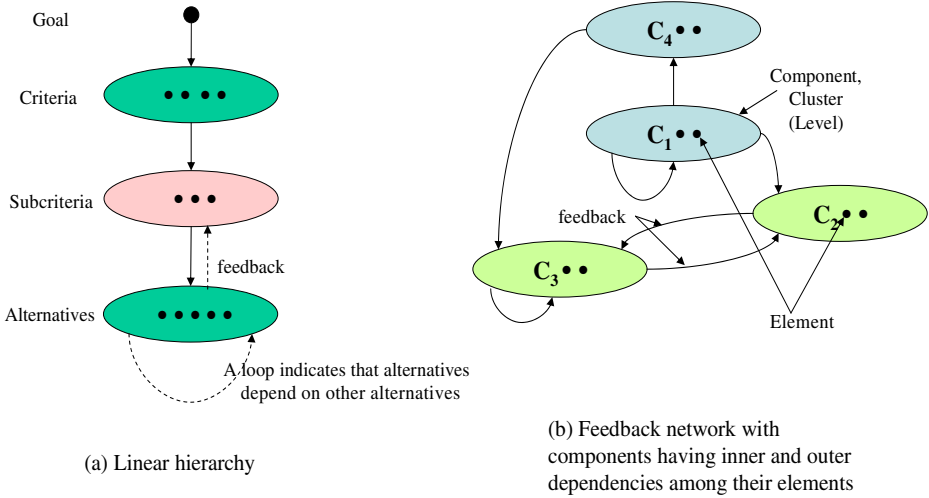 Goal
Criteria
Subcriteria
feedback
Alternatives
A loop indicates that alternatives
depend on other alternatives
(a) Linear hierarchy
C4
Component,
Cluster
(Level)
C1
feedback
C2
C3
Element
(b) Feedback network with
components having inner and outer
dependencies among their elements